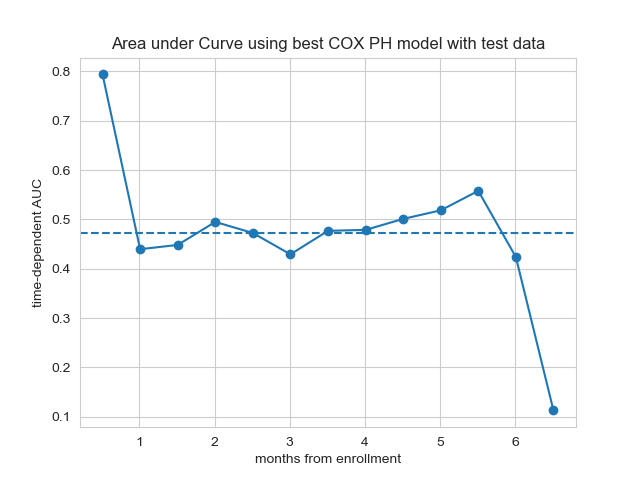 Area under Curve using best COX PH model with test data
time-dependent AUC
0.8
0.7
0.6
0.5
0.4
0.3
0.2
0.1
1 2 3 4 5 6
months from enrollment